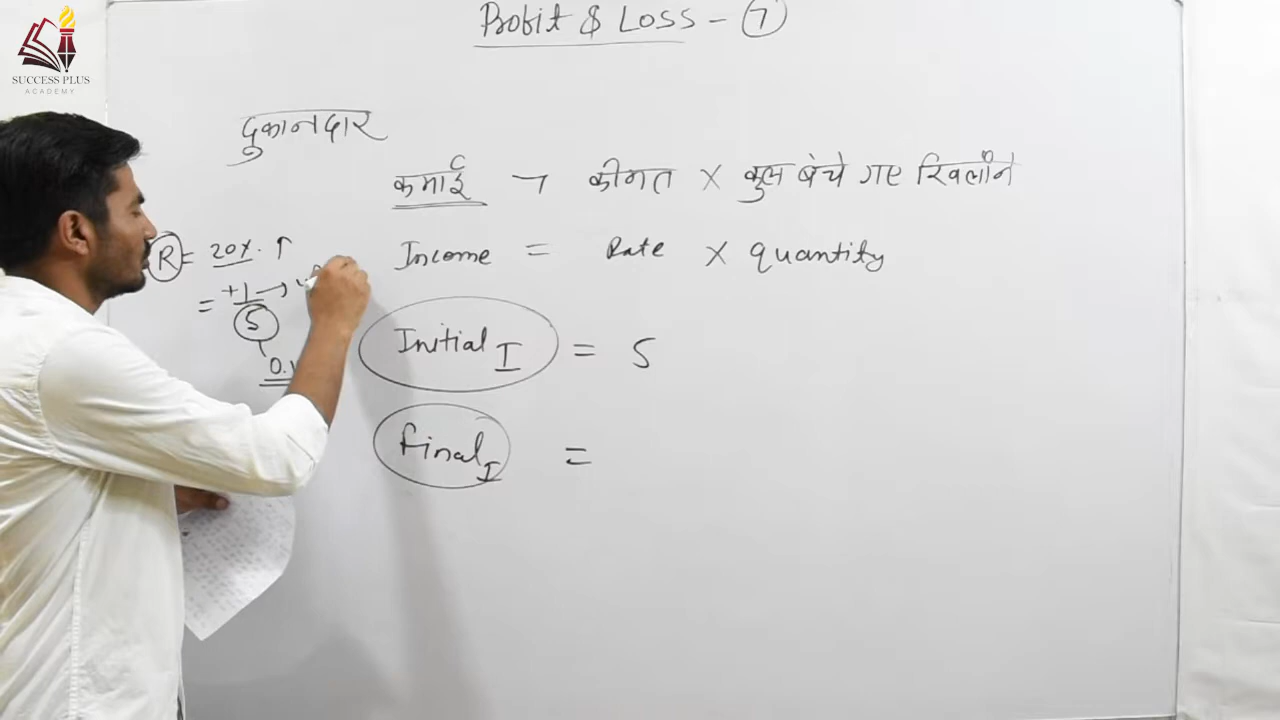 SUCCESS PLUS
ACADEMY
Profit & Loss - 7
दुकानदार
कमाई → कीमत × कुल बेचे गए खिलौने
R = 20% ↑
Income = Rate × quantity
= +1 →
5
Initial I = 5
0.
Final I =